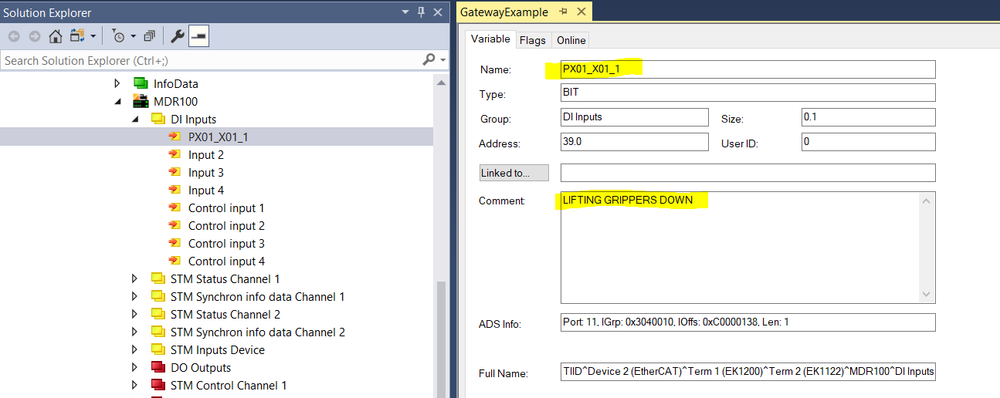 Solution Explorer
Search Solution Explorer (Ctrl+;)
InfoData
MDR100
DI Inputs
PX01_X01_1
Input 2
Input 3
Input 4
Control input 1
Control input 2
Control input 3
Control input 4
STM Status Channel 1
STM Synchron info data Channel 1
STM Status Channel 2
STM Synchron info data Channel 2
STM Inputs Device
DO Outputs
STM Control Channel 1
GatewayExample
Variable Flags Online
Name: PX01_X01_1
Type: BIT
Group: DI Inputs Size: 0.1
Address: 39.0 User ID: 0
Linked to...
Comment: LIFTING GRIPPERS DOWN
ADS Info: Port: 11, IGrp: 0x3040010, IOffs: 0xC0000138, Len: 1
Full Name: TIID^Device 2 (EtherCAT)^Term 1 (EK1200)^Term 2 (EK1122)^MDR100^DI Inputs